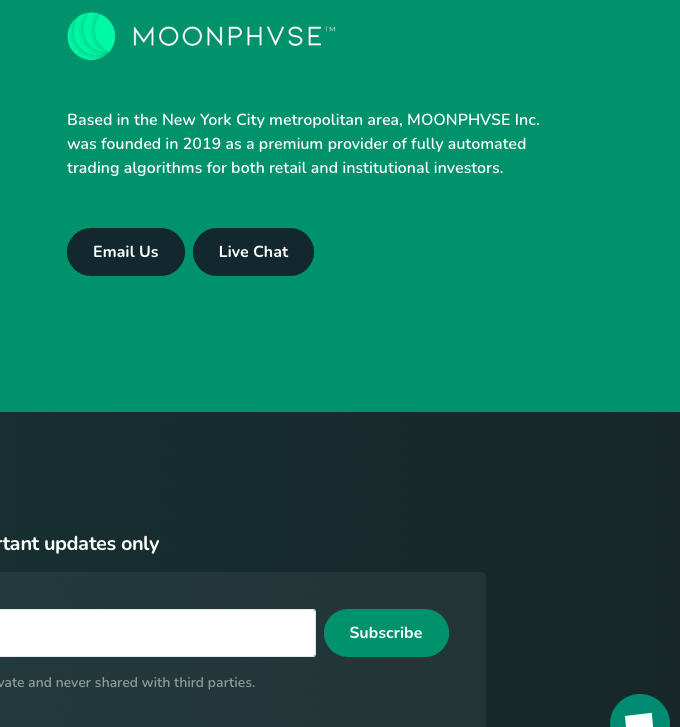 MOONPHVSE™
Based in the New York City metropolitan area, MOONPHVSE Inc.
was founded in 2019 as a premium provider of fully automated
trading algorithms for both retail and institutional investors.
Email Us Live Chat
updates only
Subscribe
and never shared with third parties.